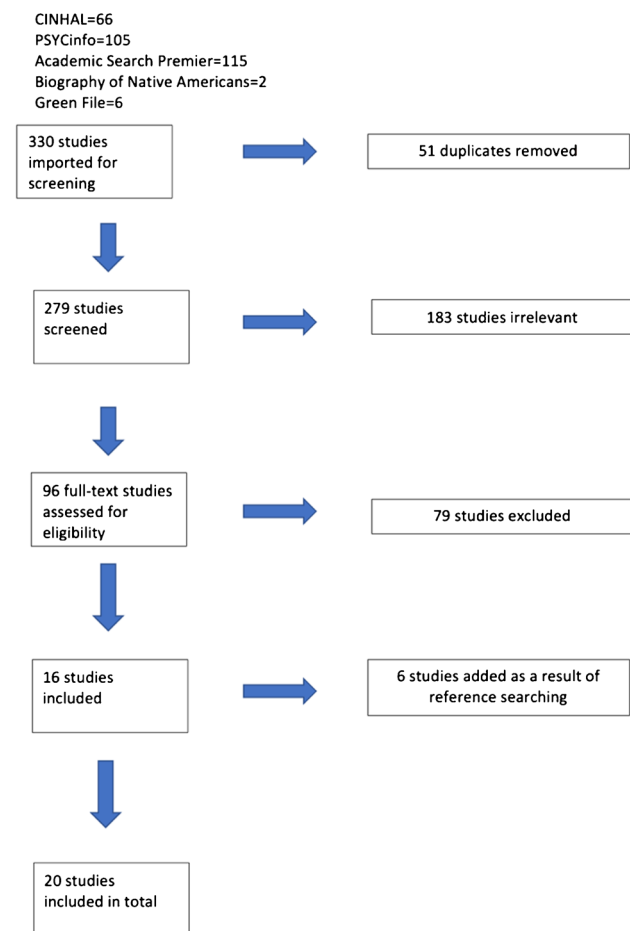 CINHAL=66
PSYCinfo=105
Academic Search Premier=115
Biography of Native Americans=2
Green File=6
330 studies
imported for
screening
51 duplicates removed
279 studies
screened
183 studies irrelevant
96 full-text studies
assessed for
eligibility
79 studies excluded
16 studies
included
6 studies added as a result of
reference searching
20 studies
included in total